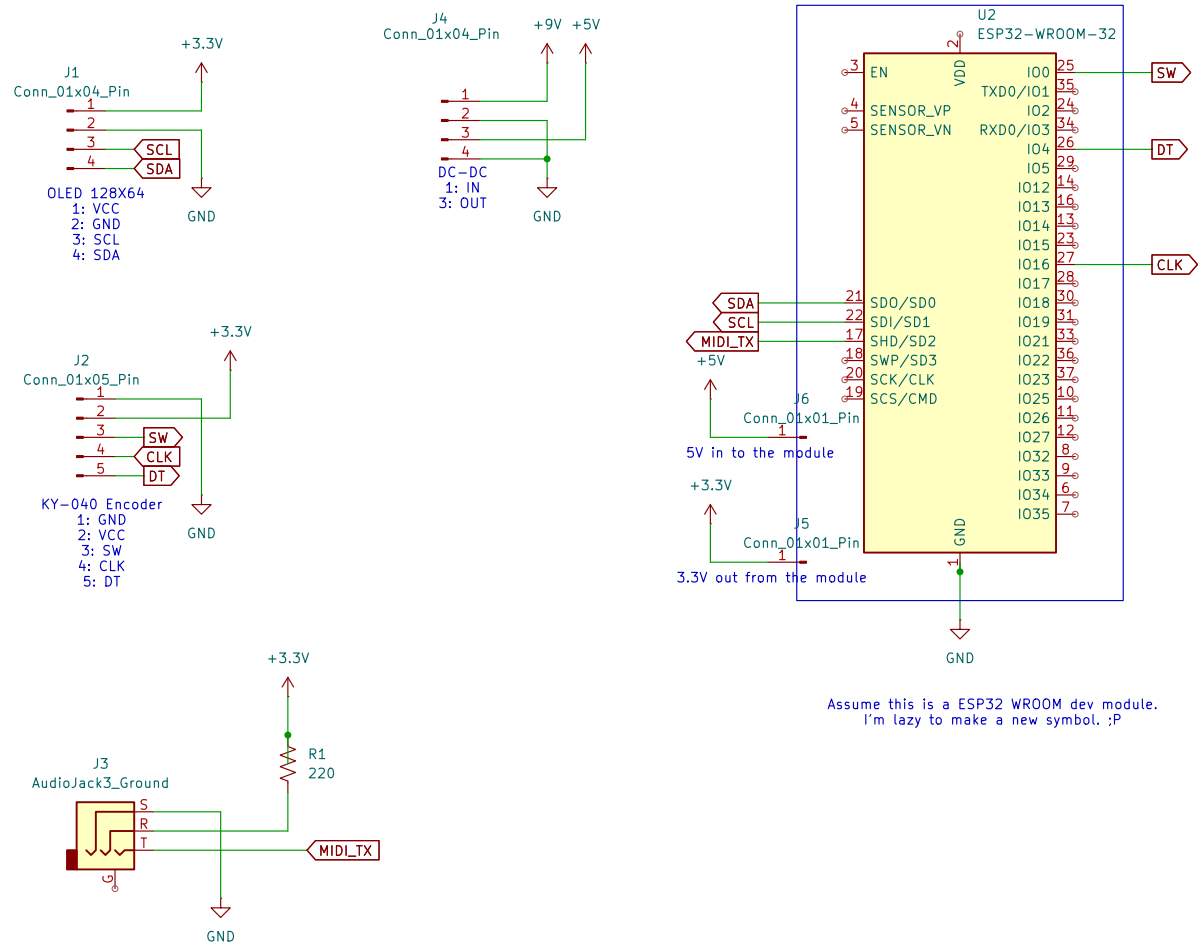 J1
Conn_01x04_Pin
+3.3V
1
2
3
4
SCL
SDA
GND
OLED 128X64
1: VCC
2: GND
3: SCL
4: SDA
J4
Conn_01x04_Pin
+9V
+5V
1
2
3
4
DC-DC
1: IN
3: OUT
GND
J2
Conn_01x05_Pin
+3.3V
1
2
3
4
5
SW
CLK
DT
GND
KY-040 Encoder
1: GND
2: VCC
3: SW
4: CLK
5: DT
+3.3V
R1
220
J3
AudioJack3_Ground
S
R
T
G
MIDI_TX
GND
U2
ESP32-WROOM-32
2
VDD
3 EN
4 SENSOR_VP
5 SENSOR_VN
SDA 21 SDO/SD0
SCL 22 SDI/SD1
MIDI_TX 17 SHD/SD2
18 SWP/SD3
20 SCK/CLK
19 SCS/CMD
IO0 25 SW
TXD0/IO1 35
IO2 24
RXD0/IO3 34
IO4 26 DT
IO5 29
IO12 14
IO13 16
IO14 13
IO15 23
IO16 27 CLK
IO17 28
IO18 30
IO19 31
IO21 33
IO22 36
IO23 37
IO25 10
IO26 11
IO27 12
IO32 8
IO33 9
IO34 6
IO35 7
GND
1
GND
+5V
J6
Conn_01x01_Pin
1
5V in to the module
+3.3V
J5
Conn_01x01_Pin
1
3.3V out from the module
Assume this is a ESP32 WROOM dev module.
I'm lazy to make a new symbol. ;P